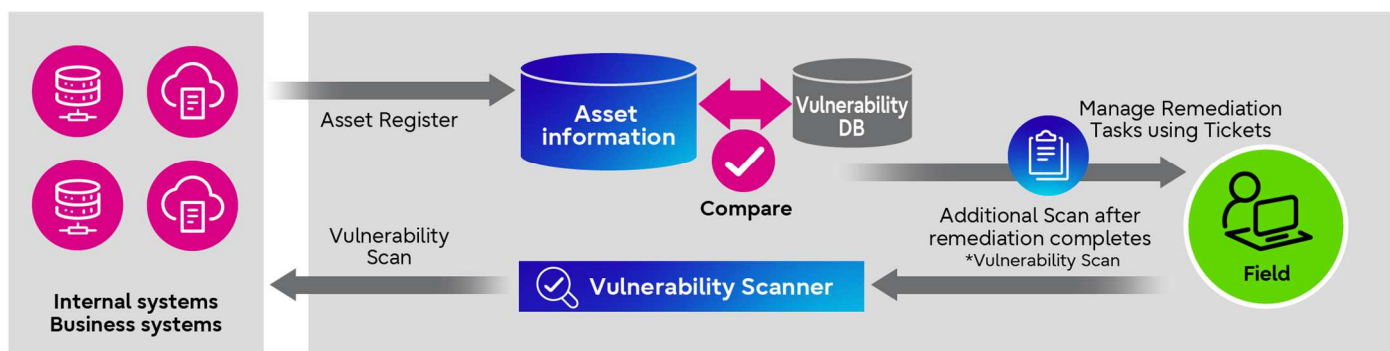 Internal systems
Business systems
Asset Register
Asset
information
Vulnerability
DB
Compare
Manage Remediation
Tasks using Tickets
Field
Additional Scan after
remediation completes
*Vulnerability Scan
Vulnerability Scanner
Vulnerability
Scan